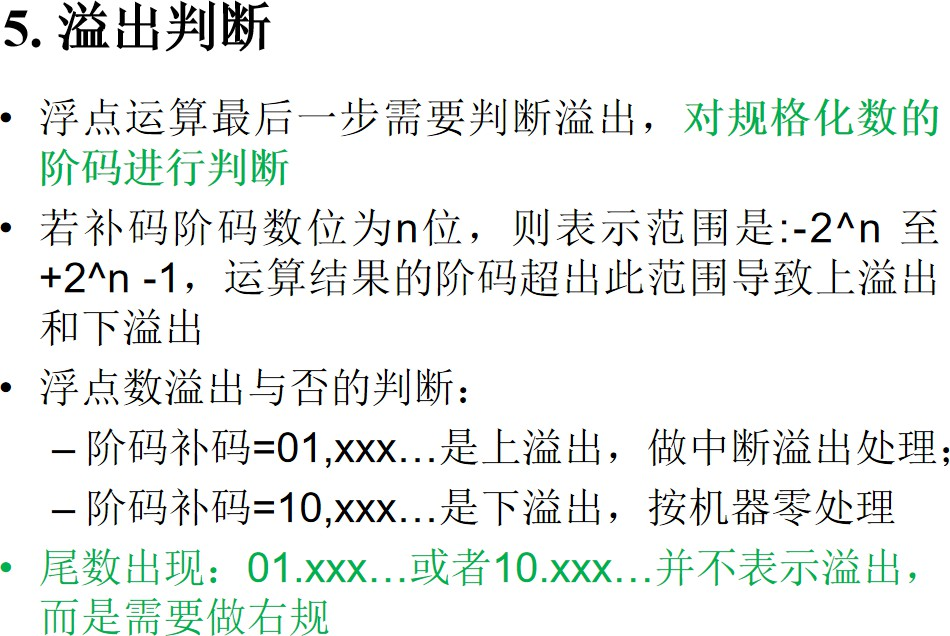 5. 溢出判断
• 浮点运算最后一步需要判断溢出，对规格化数的
阶码进行判断
• 若补码阶码数位为n位，则表示范围是:-2^n 至
+2^n -1，运算结果的阶码超出此范围导致上溢出
和下溢出
• 浮点数溢出与否的判断：
– 阶码补码=01,xxx…是上溢出，做中断溢出处理；
– 阶码补码=10,xxx…是下溢出，按机器零处理
• 尾数出现：01.xxx…或者10.xxx…并不表示溢出，
而是需要做右规